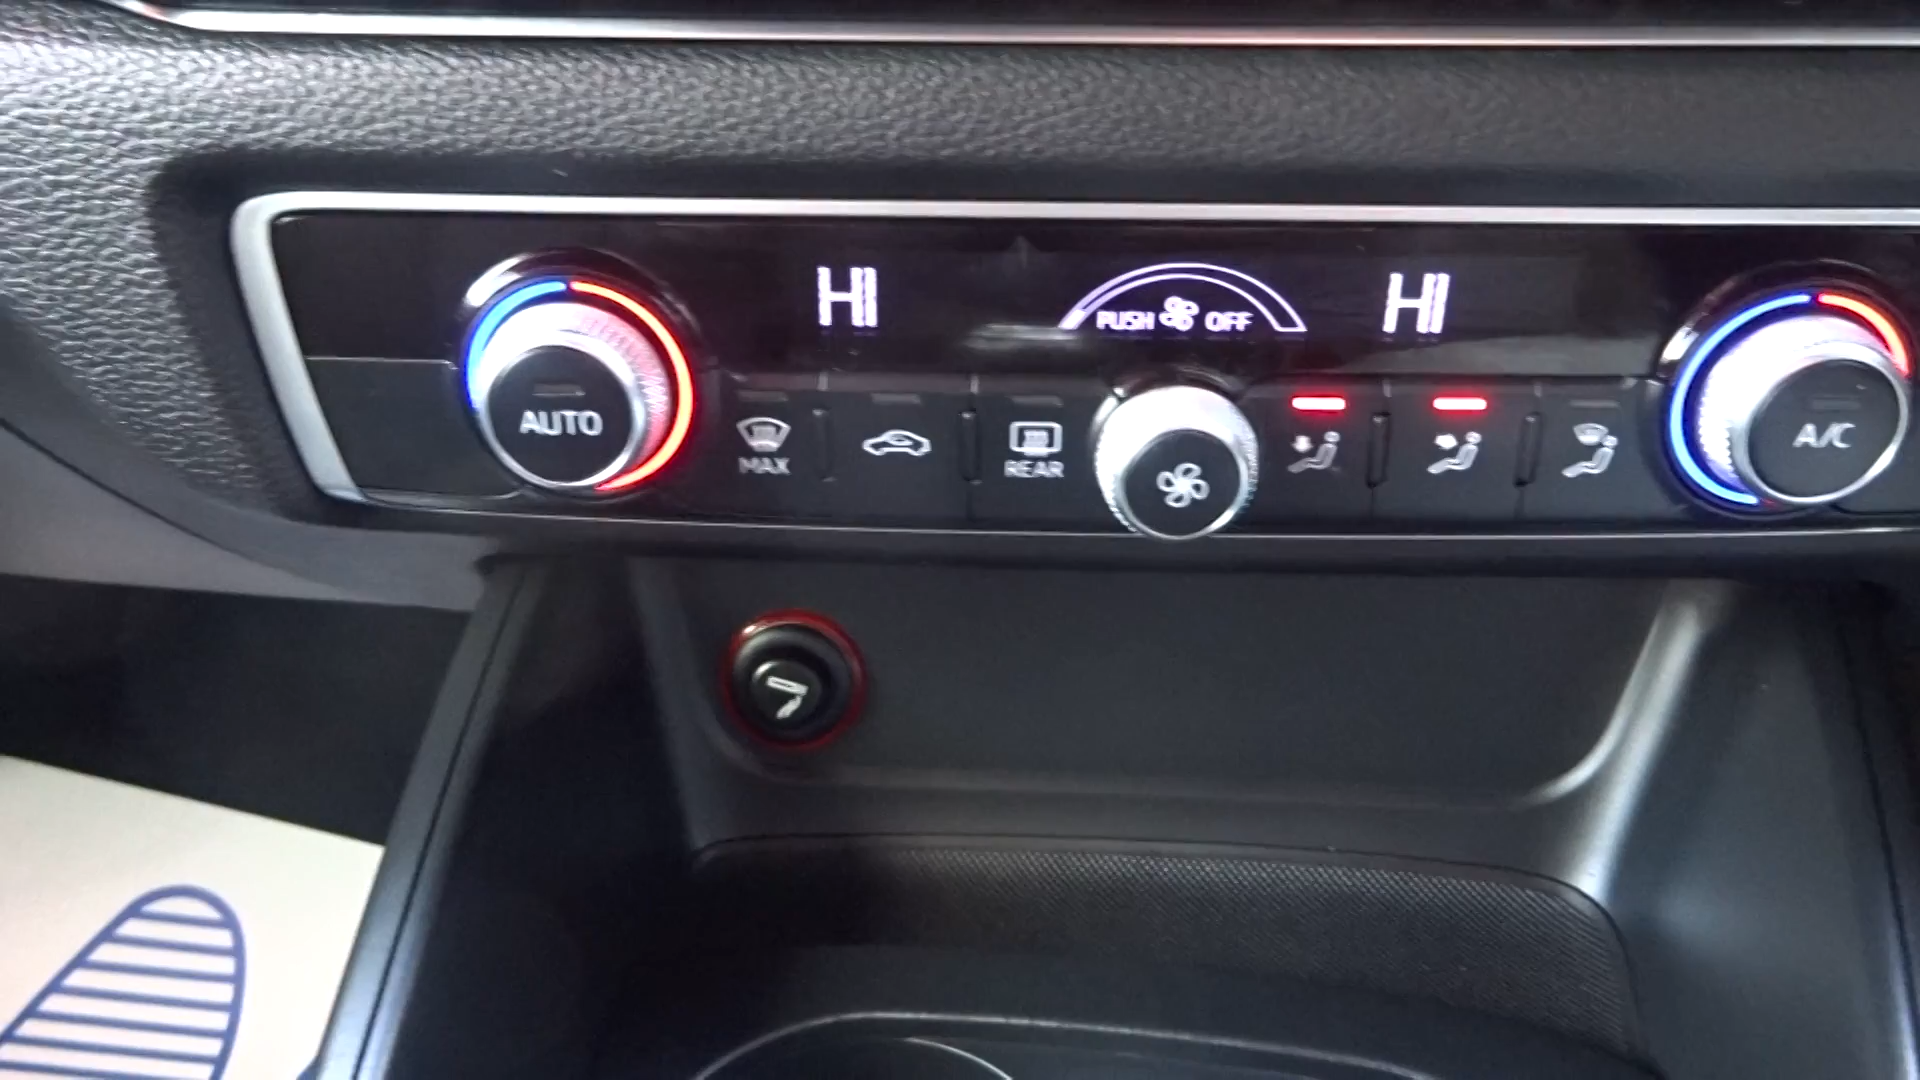 HI
PUSH OFF
HI
AUTO
MAX
REAR
A/C